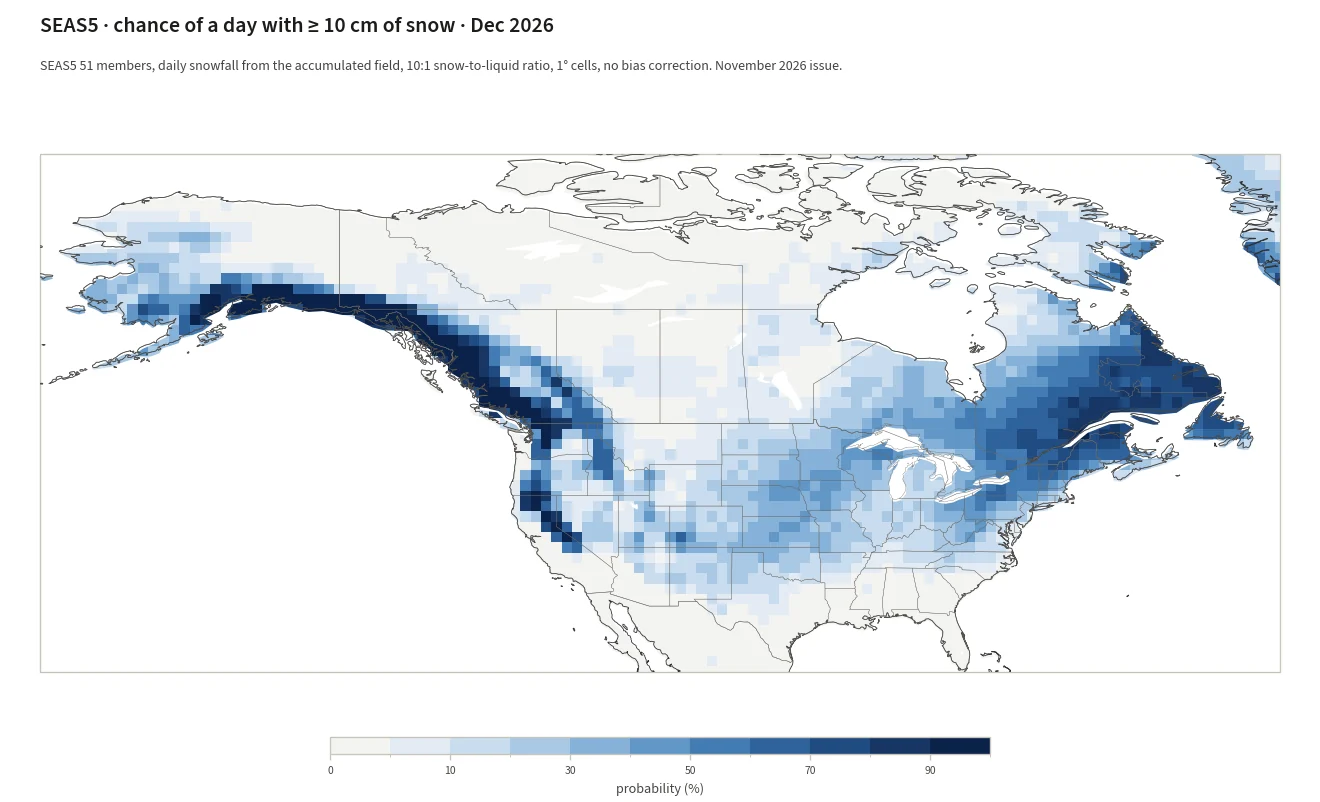 SEAS5 · chance of a day with ≥ 10 cm of snow · Dec 2026
SEAS5 51 members, daily snowfall from the accumulated field, 10:1 snow-to-liquid ratio, 1° cells, no bias correction. November 2026 issue.
0 10 30 50 70 90
probability (%)